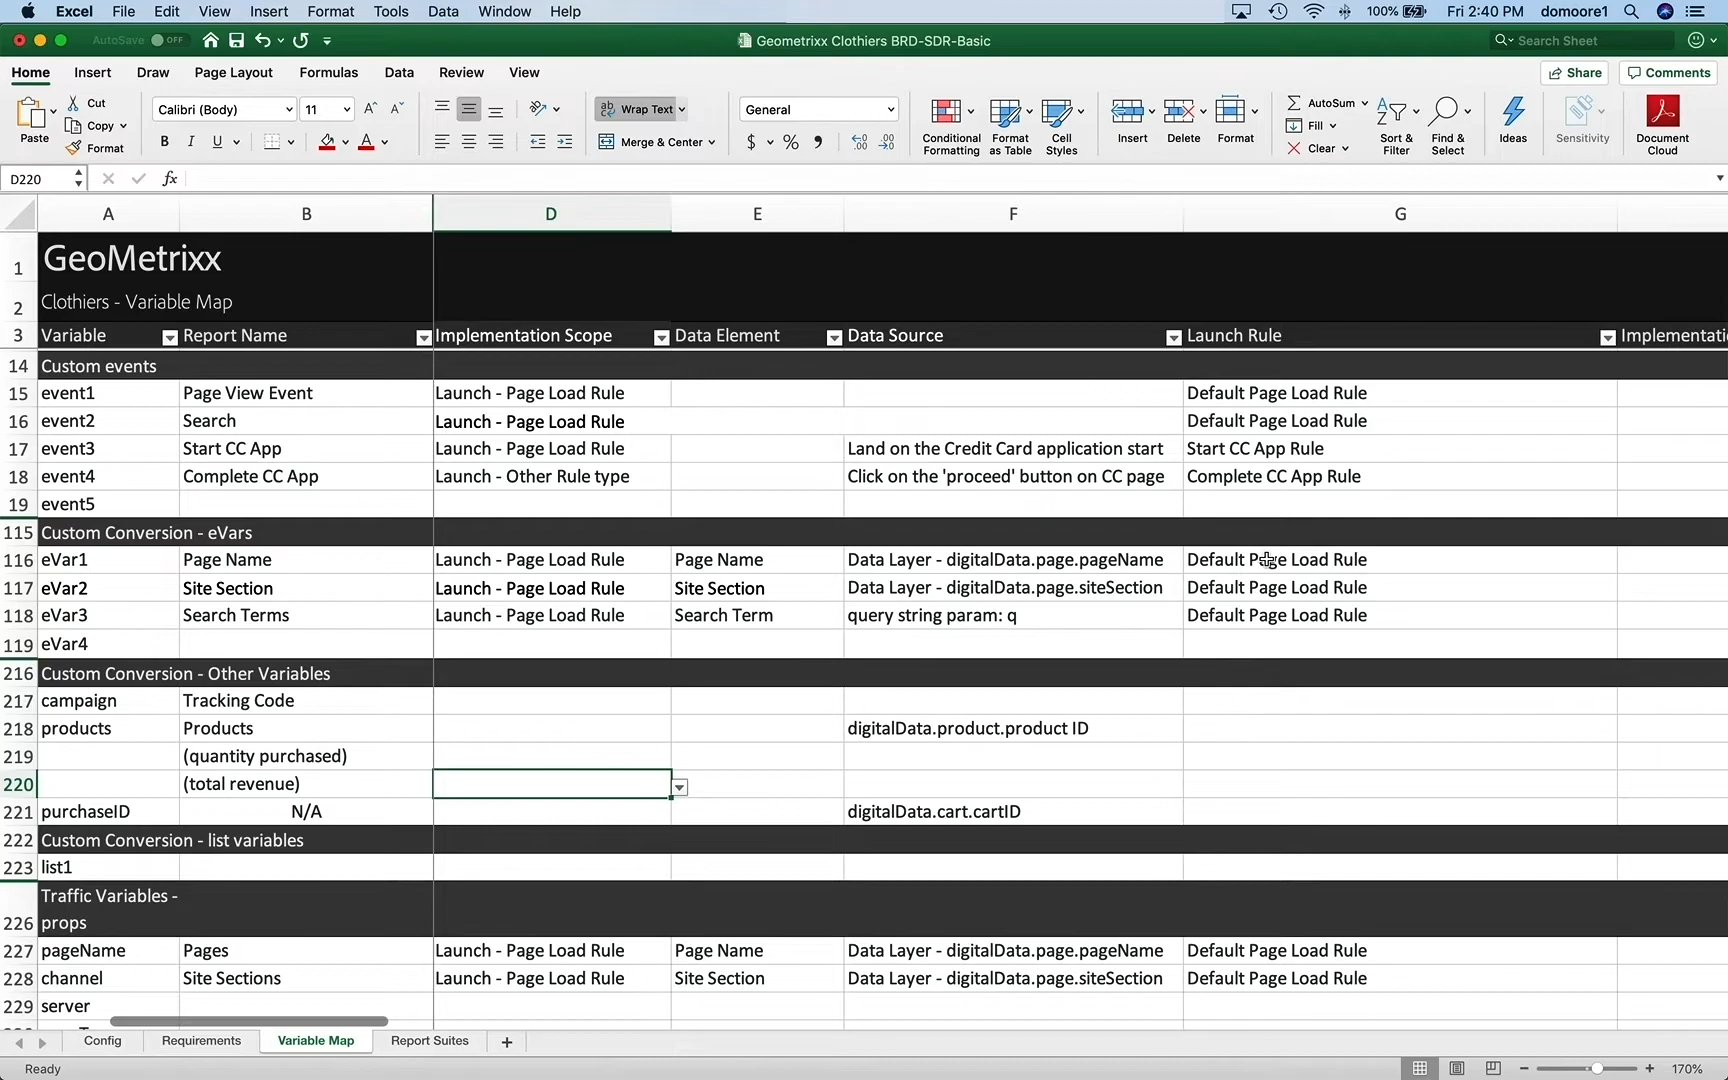 Excel File Edit View Insert Format Tools Data Window Help 100% Fri 2:40 PM domoore1
AutoSave OFF Geometrixx Clothiers BRD-SDR-Basic Search Sheet
Home Insert Draw Page Layout Formulas Data Review View Share Comments
Paste Cut Copy Format
Calibri (Body) 11 A^ A˅
B I U A
ab Wrap Text
Merge & Center
General
$ % , .00
Conditional Formatting Format as Table Cell Styles Insert Delete Format
AutoSum Fill Clear
Sort & Filter Find & Select Ideas Sensitivity Document Cloud
D220 fx
A B D E F G
1 GeoMetrixx
2 Clothiers - Variable Map
3 Variable Report Name Implementation Scope Data Element Data Source Launch Rule Implementati
14 Custom events
15 event1 Page View Event Launch - Page Load Rule Default Page Load Rule
16 event2 Search Launch - Page Load Rule Default Page Load Rule
17 event3 Start CC App Launch - Page Load Rule Land on the Credit Card application start Start CC App Rule
18 event4 Complete CC App Launch - Other Rule type Click on the 'proceed' button on CC page Complete CC App Rule
19 event5
115 Custom Conversion - eVars
116 eVar1 Page Name Launch - Page Load Rule Page Name Data Layer - digitalData.page.pageName Default Page Load Rule
117 eVar2 Site Section Launch - Page Load Rule Site Section Data Layer - digitalData.page.siteSection Default Page Load Rule
118 eVar3 Search Terms Launch - Page Load Rule Search Term query string param: q Default Page Load Rule
119 eVar4
216 Custom Conversion - Other Variables
217 campaign Tracking Code
218 products Products digitalData.product.product ID
219 (quantity purchased)
220 (total revenue)
221 purchaseID N/A digitalData.cart.cartID
222 Custom Conversion - list variables
223 list1
Traffic Variables -
226 props
227 pageName Pages Launch - Page Load Rule Page Name Data Layer - digitalData.page.pageName Default Page Load Rule
228 channel Site Sections Launch - Page Load Rule Site Section Data Layer - digitalData.page.siteSection Default Page Load Rule
229 server
Config Requirements Variable Map Report Suites +
Ready 170%